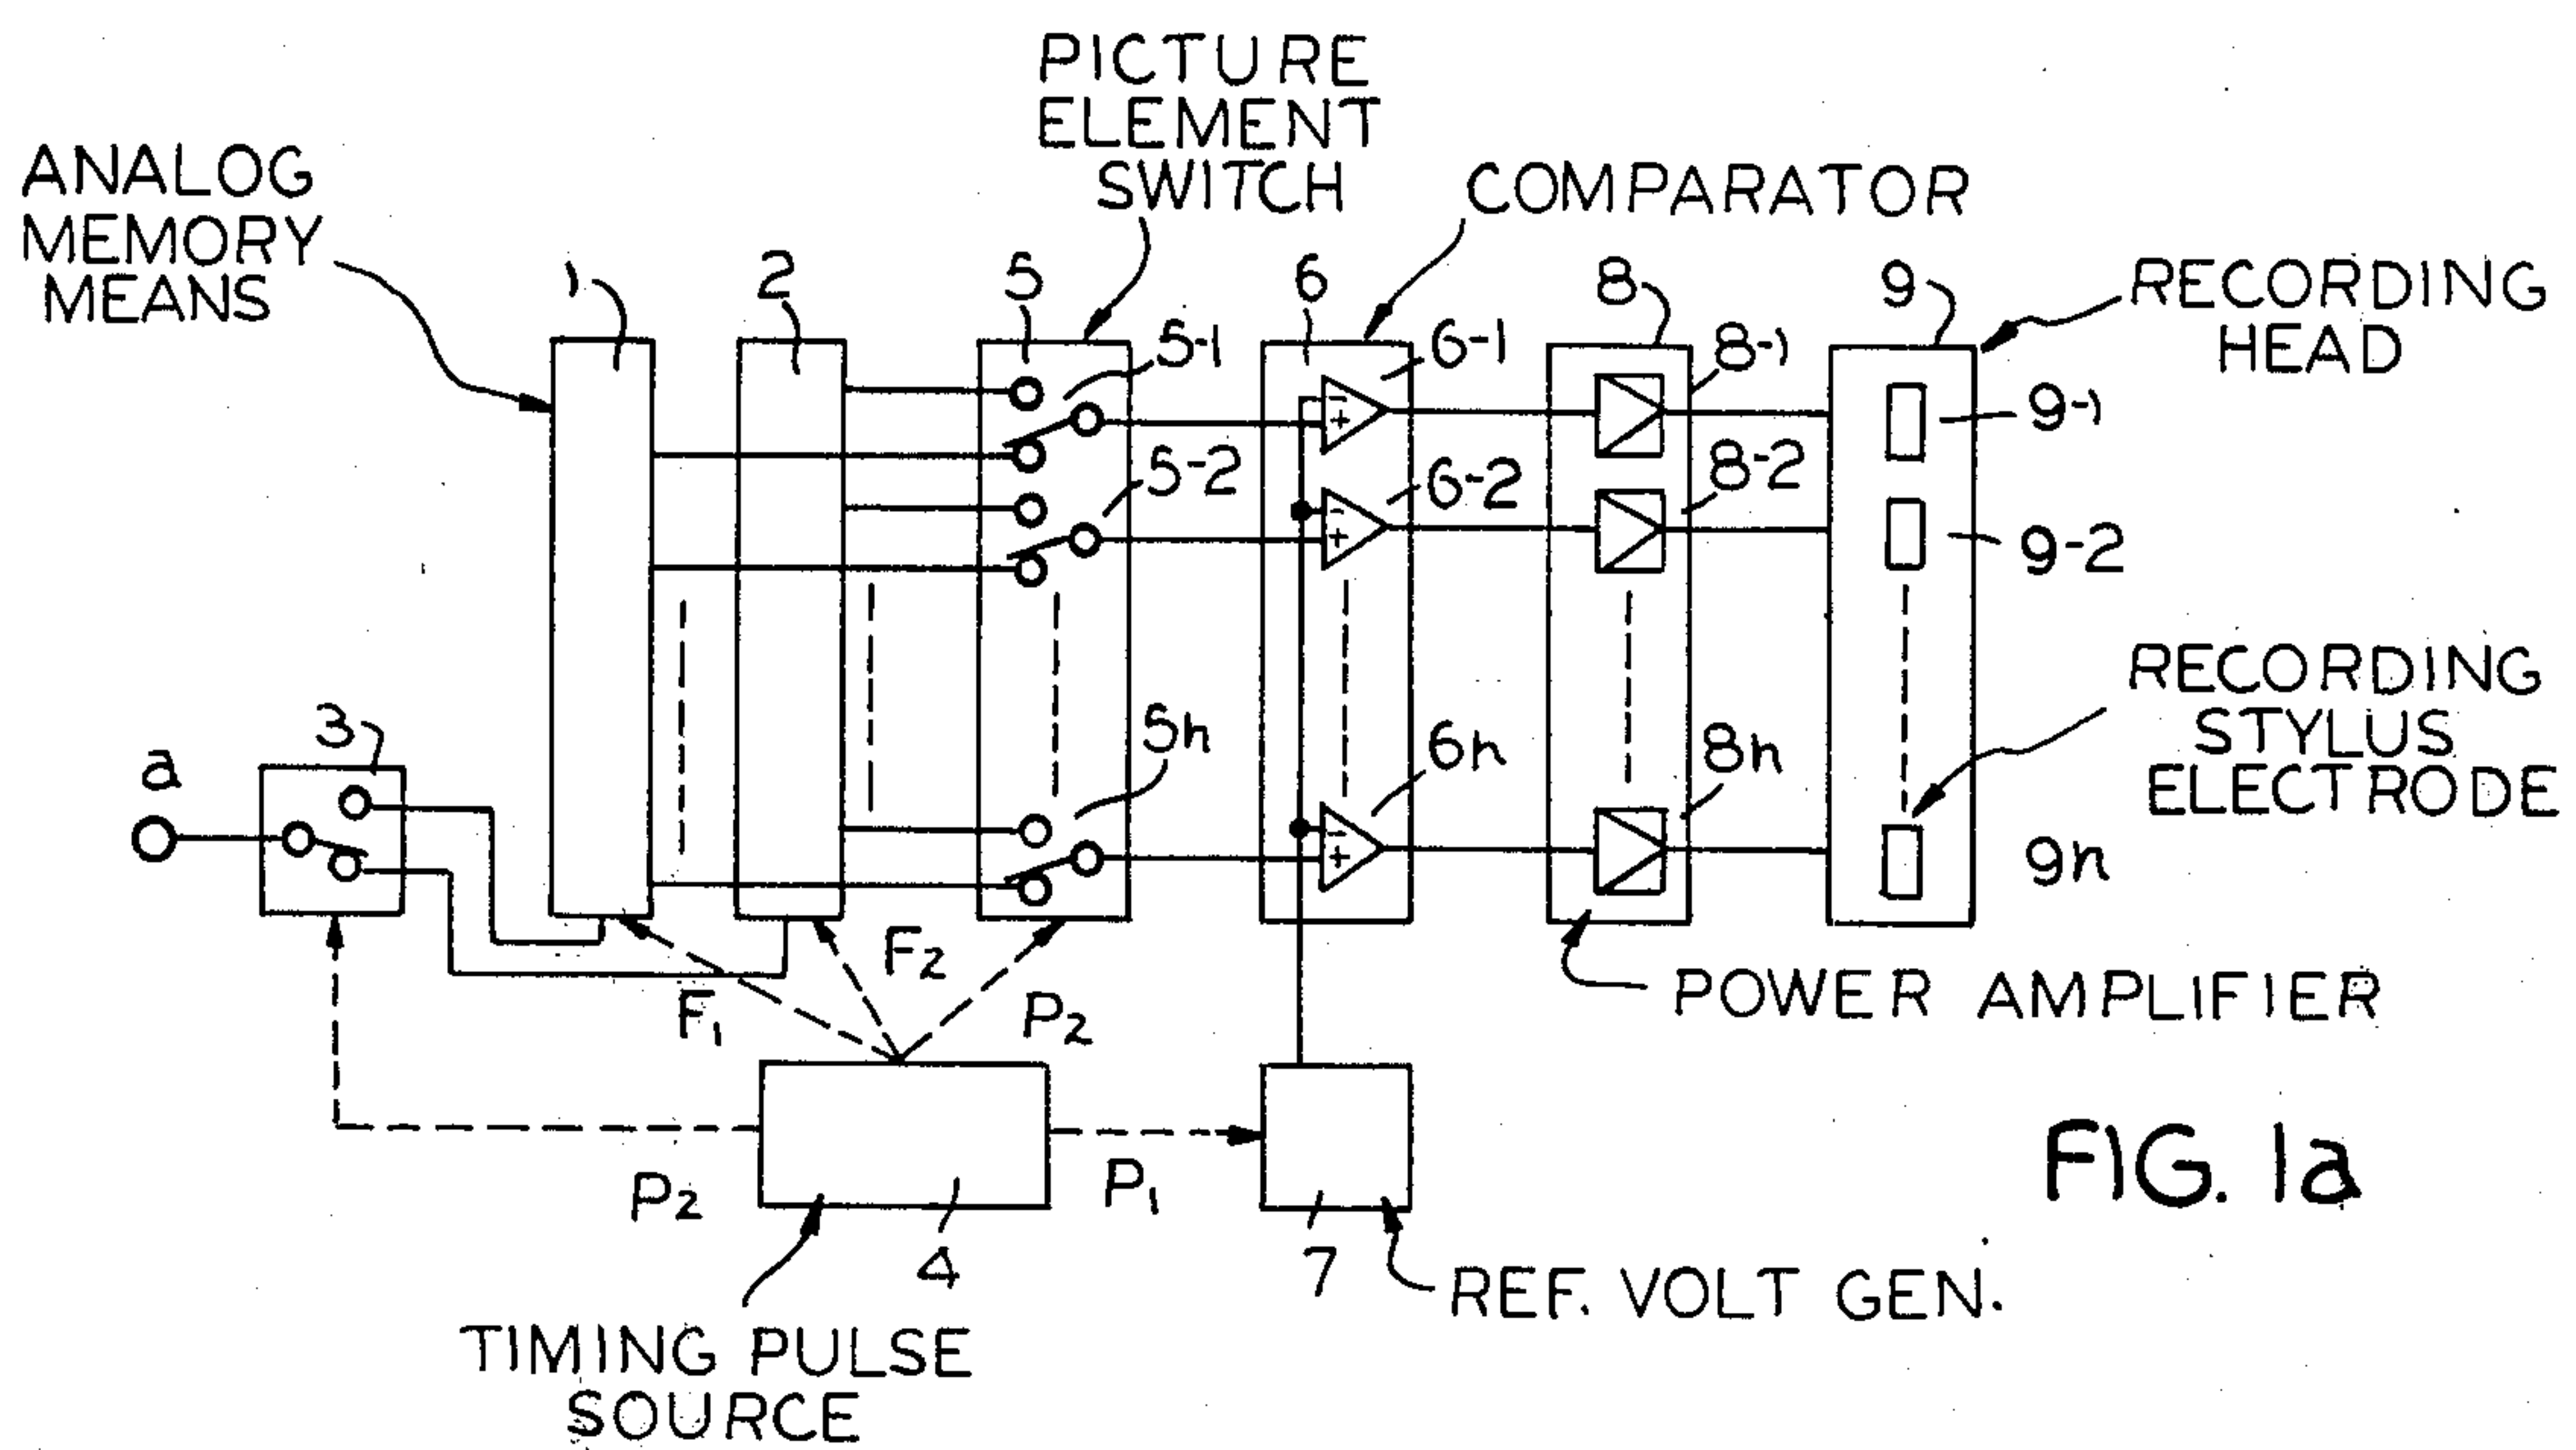 PICTURE
ELEMENT
SWITCH
ANALOG
MEMORY
MEANS
COMPARATOR
RECORDING
HEAD
1
2
5
6
8
9
5-1
6-1
8-1
9-1
5-2
6-2
8-2
9-2
RECORDING
STYLUS
ELECTRODE
3
a
5n
6n
8n
9n
F2
F1
P2
POWER AMPLIFIER
P2
P1
4
7
REF. VOLT GEN.
TIMING PULSE
SOURCE
- +
- +
- +
FIG. 1a